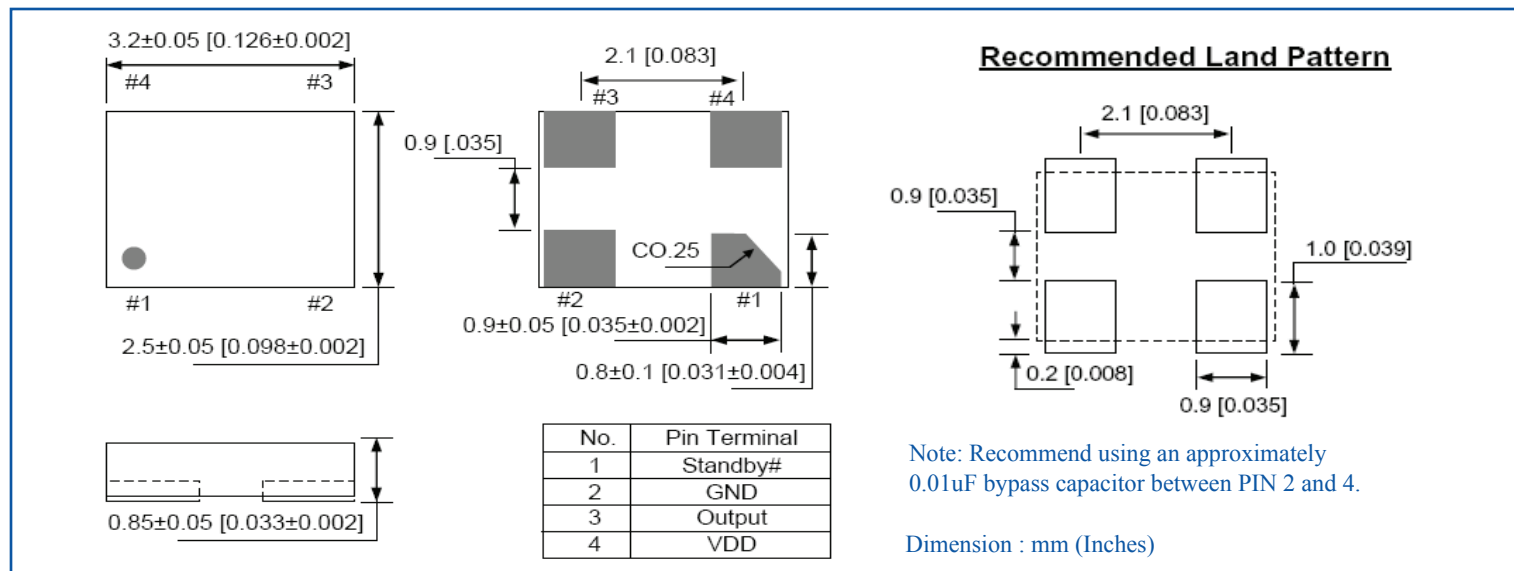 3.2±0.05 [0.126±0.002]
#4 #3
#1 #2
2.5±0.05 [0.098±0.002]
0.85±0.05 [0.033±0.002]
2.1 [0.083]
#3 #4
0.9 [.035]
CO.25
#2 #1
0.9±0.05 [0.035±0.002]
0.8±0.1 [0.031±0.004]
No. Pin Terminal
1 Standby#
2 GND
3 Output
4 VDD
Recommended Land Pattern
2.1 [0.083]
0.9 [0.035]
1.0 [0.039]
0.2 [0.008]
0.9 [0.035]
Note: Recommend using an approximately
0.01uF bypass capacitor between PIN 2 and 4.
Dimension : mm (Inches)